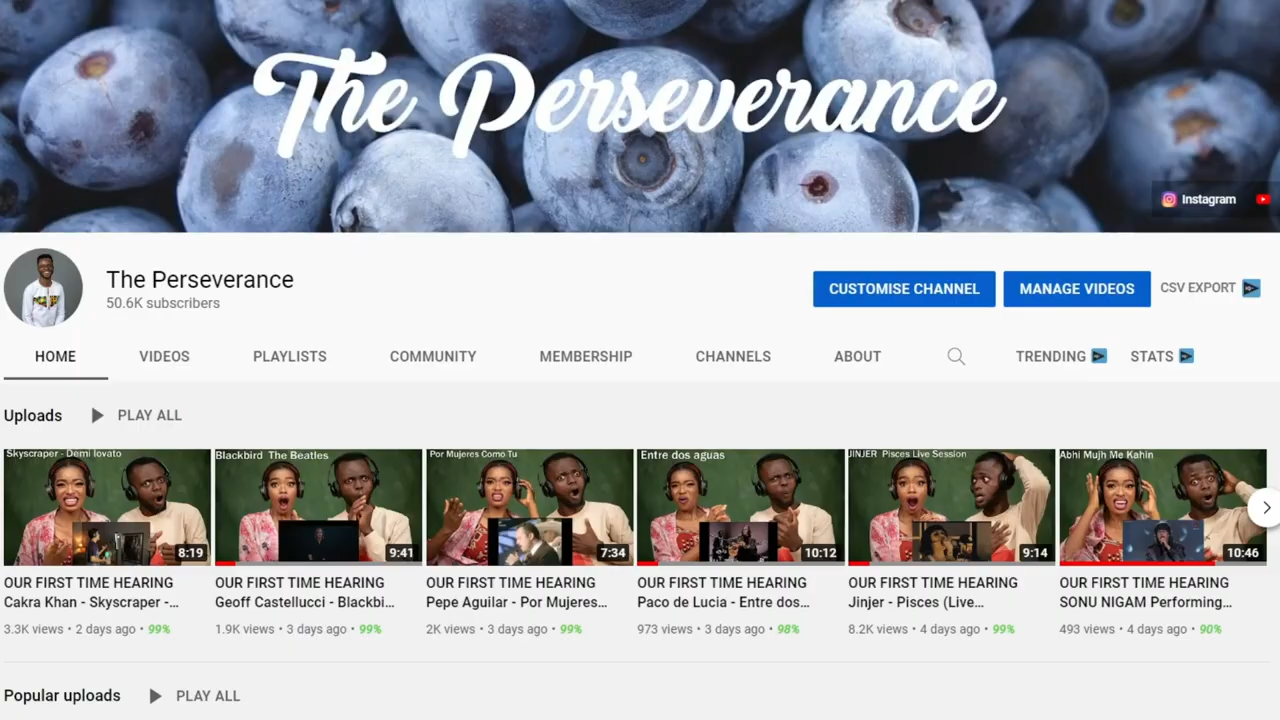 The Perseverance
Instagram
The Perseverance
50.6K subscribers
CUSTOMISE CHANNEL
MANAGE VIDEOS
CSV EXPORT
HOME
VIDEOS
PLAYLISTS
COMMUNITY
MEMBERSHIP
CHANNELS
ABOUT
TRENDING
STATS
Uploads
PLAY ALL
Skyscraper - Demi lovato
8:19
OUR FIRST TIME HEARING
Cakra Khan - Skyscraper -...
3.3K views • 2 days ago • 99%
Blackbird The Beatles
9:41
OUR FIRST TIME HEARING
Geoff Castellucci - Blackbi...
1.9K views • 3 days ago • 99%
Por Mujeres Como Tu
7:34
OUR FIRST TIME HEARING
Pepe Aguilar - Por Mujeres...
2K views • 3 days ago • 99%
Entre dos aguas
10:12
OUR FIRST TIME HEARING
Paco de Lucia - Entre dos...
973 views • 3 days ago • 98%
JINJER Pisces Live Session
9:14
OUR FIRST TIME HEARING
Jinjer - Pisces (Live...
8.2K views • 4 days ago • 99%
Abhi Mujh Me Kahin
10:46
OUR FIRST TIME HEARING
SONU NIGAM Performing...
493 views • 4 days ago • 90%
Popular uploads
PLAY ALL